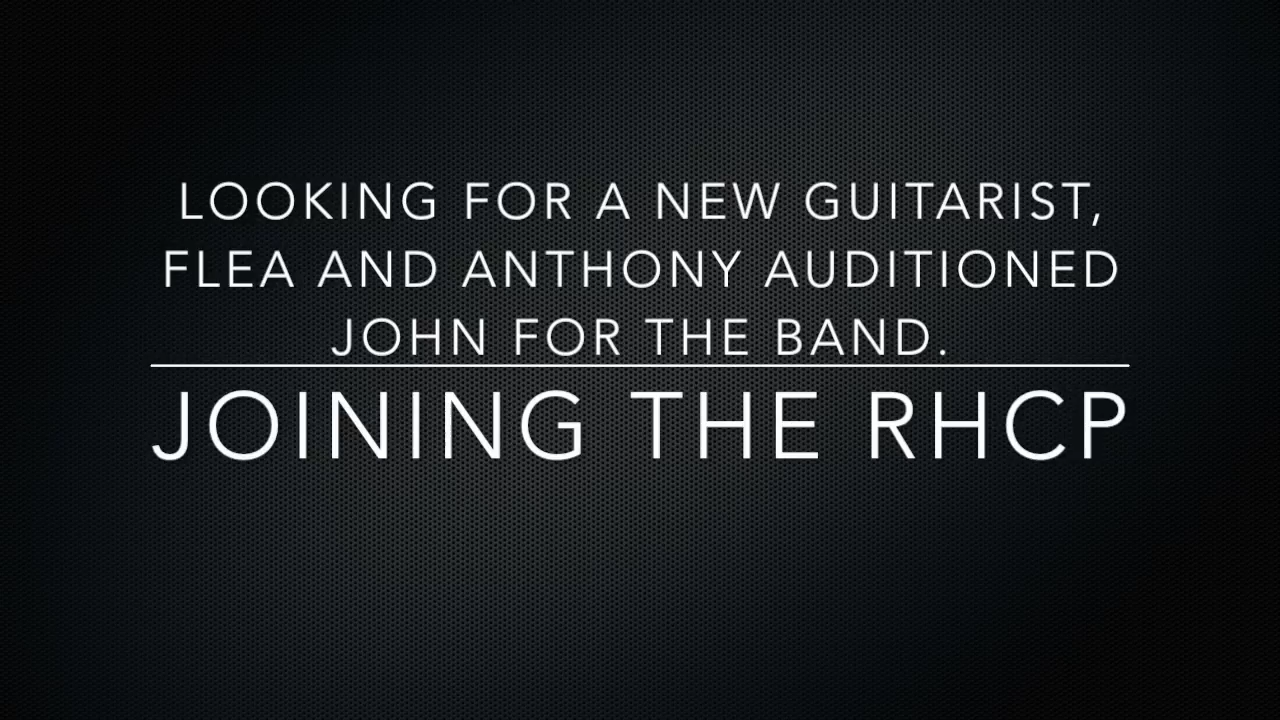 LOOKING FOR A NEW GUITARIST,
FLEA AND ANTHONY AUDITIONED
JOHN FOR THE BAND.
JOINING THE RHCP